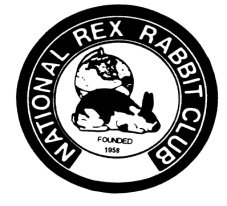 NATIONAL REX RABBIT CLUB
FOUNDED
1958